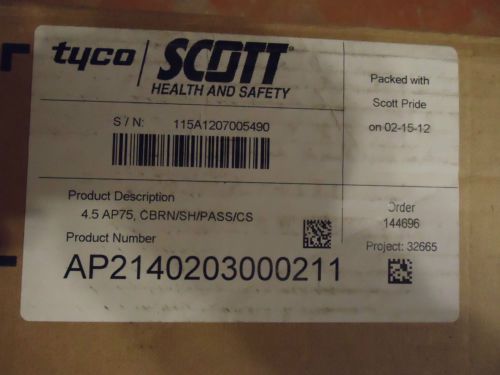 tyco SCOTT
HEALTH AND SAFETY
S / N: 115A1207005490
Product Description
4.5 AP75, CBRN/SH/PASS/CS
Product Number
AP2140203000211
Packed with
Scott Pride
on 02-15-12
Order
144696
Project: 32665